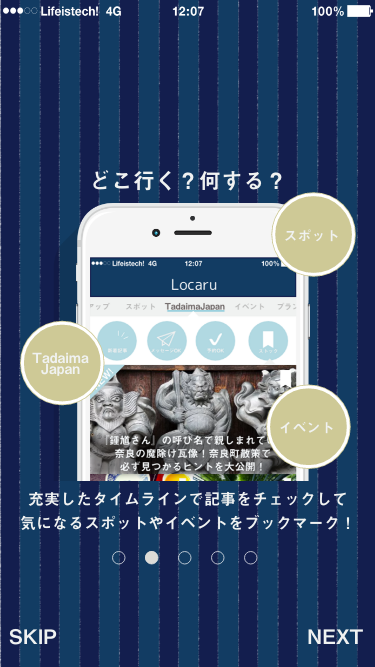 Lifeistech! 4G 12:07 100%
どこ行く？何する？
スポット
Lifeistech! 4G 12:07 100%
Locaru
ップ スポット TadaimaJapan イベント プラン
Tadaima
Japan
イベント
「鍾馗さん」の呼び名で親しまれて
奈良の魔除け瓦像！奈良町散策で
必ず見つかるヒントを大公開！
充実したタイムラインで記事をチェックして
気になるスポットやイベントをブックマーク！
SKIP NEXT